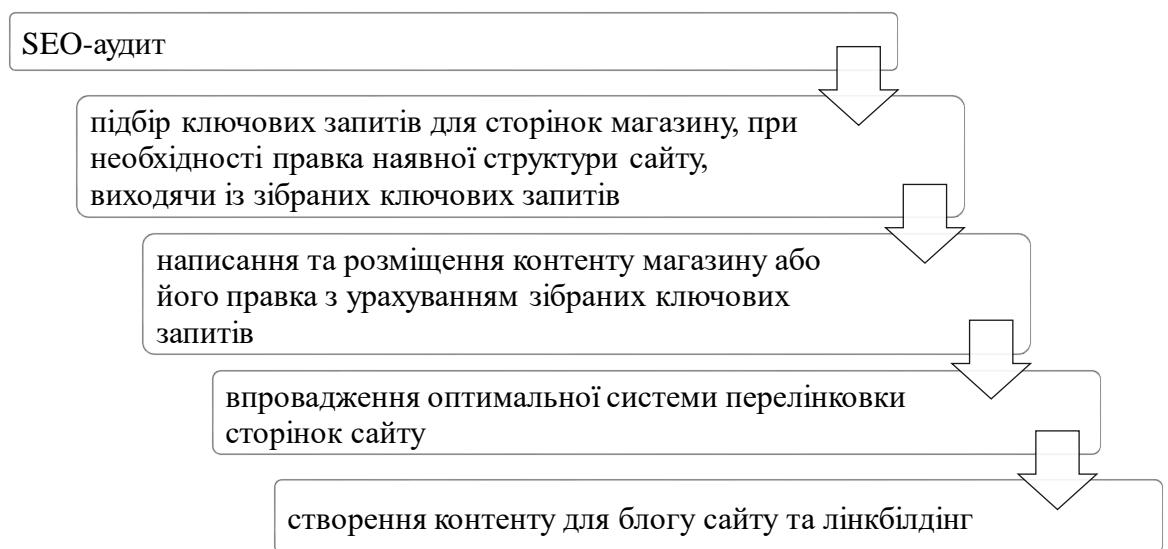 SEO-аудит
підбір ключових запитів для сторінок магазину, при
необхідності правка наявної структури сайту,
виходячи із зібраних ключових запитів
написання та розміщення контенту магазину або
його правка з урахуванням зібраних ключових
запитів
впровадження оптимальної системи перелінковки
сторінок сайту
створення контенту для блогу сайту та лінкбілдінг